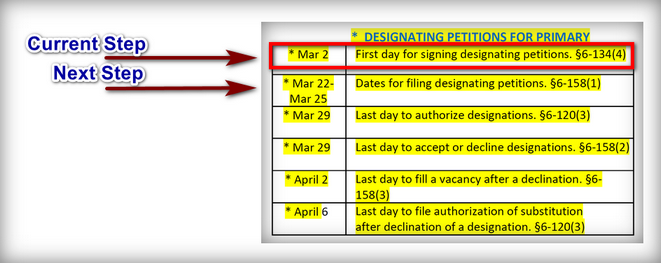 * DESIGNATING PETITIONS FOR PRIMARY
Current Step
* Mar 2 First day for signing designating petitions. §6-134(4)
Next Step
* Mar 22- Dates for filing designating petitions. §6-158(1)
Mar 25
* Mar 29 Last day to authorize designations. §6-120(3)
* Mar 29 Last day to accept or decline designations. §6-158(2)
* April 2 Last day to fill a vacancy after a declination. §6-
158(3)
* April 6 Last day to file authorization of substitution
after declination of a designation. §6-120(3)